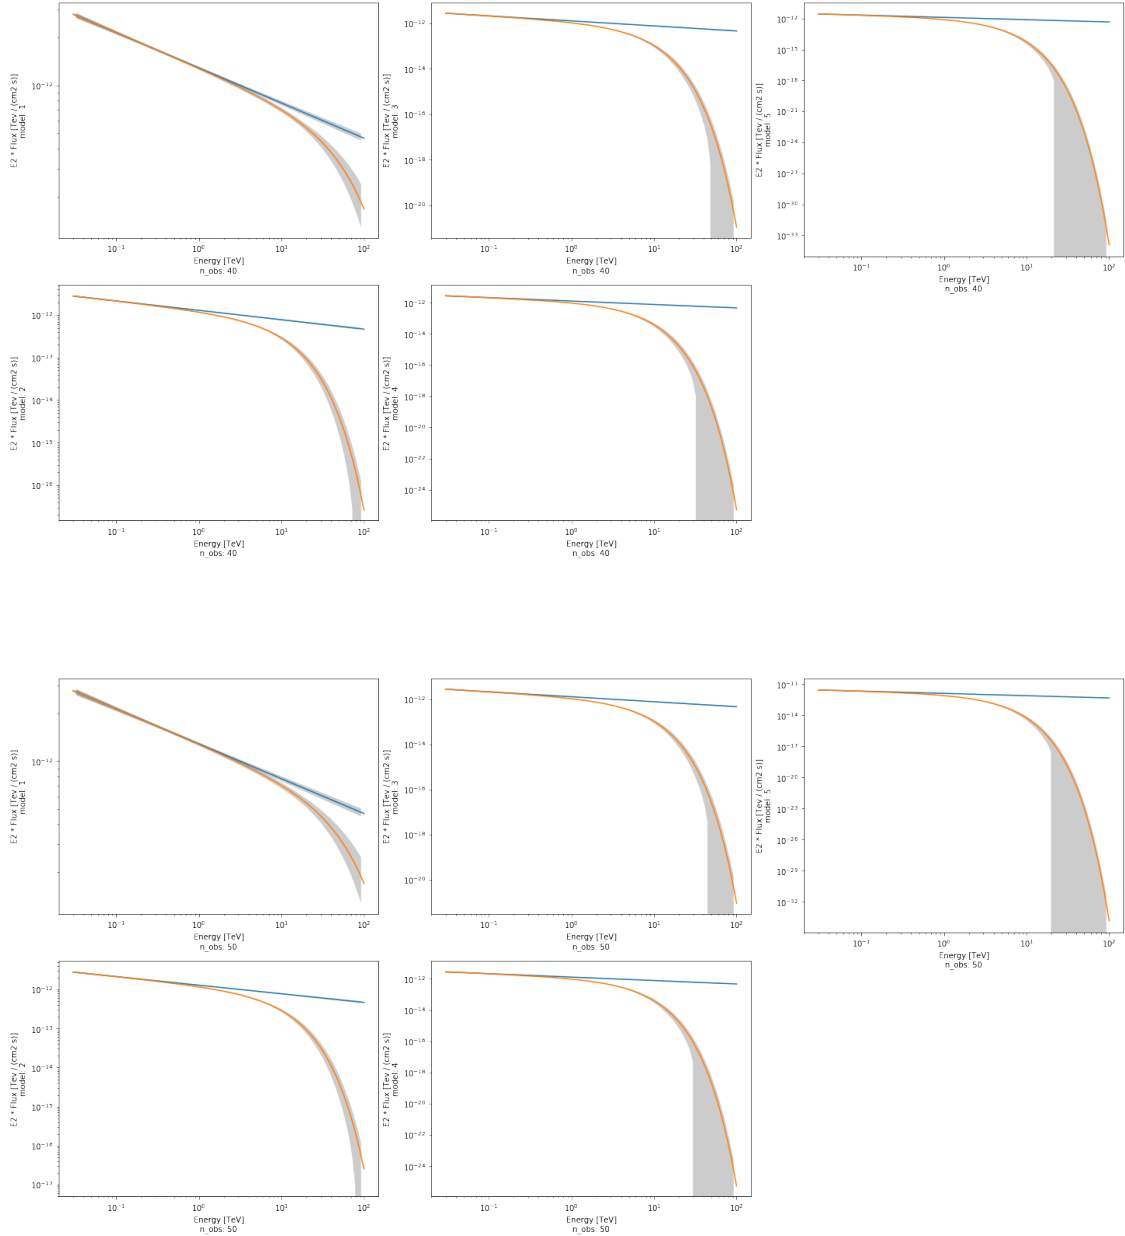 E2 * Flux [Tev / (cm2 s)]
model: 1
10⁻¹²
10⁻¹ 10⁰ 10¹ 10²
Energy [TeV]
n_obs: 40
E2 * Flux [Tev / (cm2 s)]
model: 3
10⁻¹²
10⁻¹⁴
10⁻¹⁶
10⁻¹⁸
10⁻²⁰
10⁻¹ 10⁰ 10¹ 10²
Energy [TeV]
n_obs: 40
E2 * Flux [Tev / (cm2 s)]
model: 5
10⁻¹²
10⁻¹⁵
10⁻¹⁸
10⁻²¹
10⁻²⁴
10⁻²⁷
10⁻³⁰
10⁻³³
10⁻¹ 10⁰ 10¹ 10²
Energy [TeV]
n_obs: 40
E2 * Flux [Tev / (cm2 s)]
model: 2
10⁻¹²
10⁻¹³
10⁻¹⁴
10⁻¹⁵
10⁻¹⁶
10⁻¹ 10⁰ 10¹ 10²
Energy [TeV]
n_obs: 40
E2 * Flux [Tev / (cm2 s)]
model: 4
10⁻¹²
10⁻¹⁴
10⁻¹⁶
10⁻¹⁸
10⁻²⁰
10⁻²²
10⁻²⁴
10⁻¹ 10⁰ 10¹ 10²
Energy [TeV]
n_obs: 40
E2 * Flux [Tev / (cm2 s)]
model: 1
10⁻¹²
10⁻¹ 10⁰ 10¹ 10²
Energy [TeV]
n_obs: 50
E2 * Flux [Tev / (cm2 s)]
model: 3
10⁻¹²
10⁻¹⁴
10⁻¹⁶
10⁻¹⁸
10⁻²⁰
10⁻¹ 10⁰ 10¹ 10²
Energy [TeV]
n_obs: 50
E2 * Flux [Tev / (cm2 s)]
model: 5
10⁻¹¹
10⁻¹⁴
10⁻¹⁷
10⁻²⁰
10⁻²³
10⁻²⁶
10⁻²⁹
10⁻³²
10⁻¹ 10⁰ 10¹ 10²
Energy [TeV]
n_obs: 50
E2 * Flux [Tev / (cm2 s)]
model: 2
10⁻¹²
10⁻¹³
10⁻¹⁴
10⁻¹⁵
10⁻¹⁶
10⁻¹⁷
10⁻¹ 10⁰ 10¹ 10²
Energy [TeV]
n_obs: 50
E2 * Flux [Tev / (cm2 s)]
model: 4
10⁻¹²
10⁻¹⁴
10⁻¹⁶
10⁻¹⁸
10⁻²⁰
10⁻²²
10⁻²⁴
10⁻¹ 10⁰ 10¹ 10²
Energy [TeV]
n_obs: 50